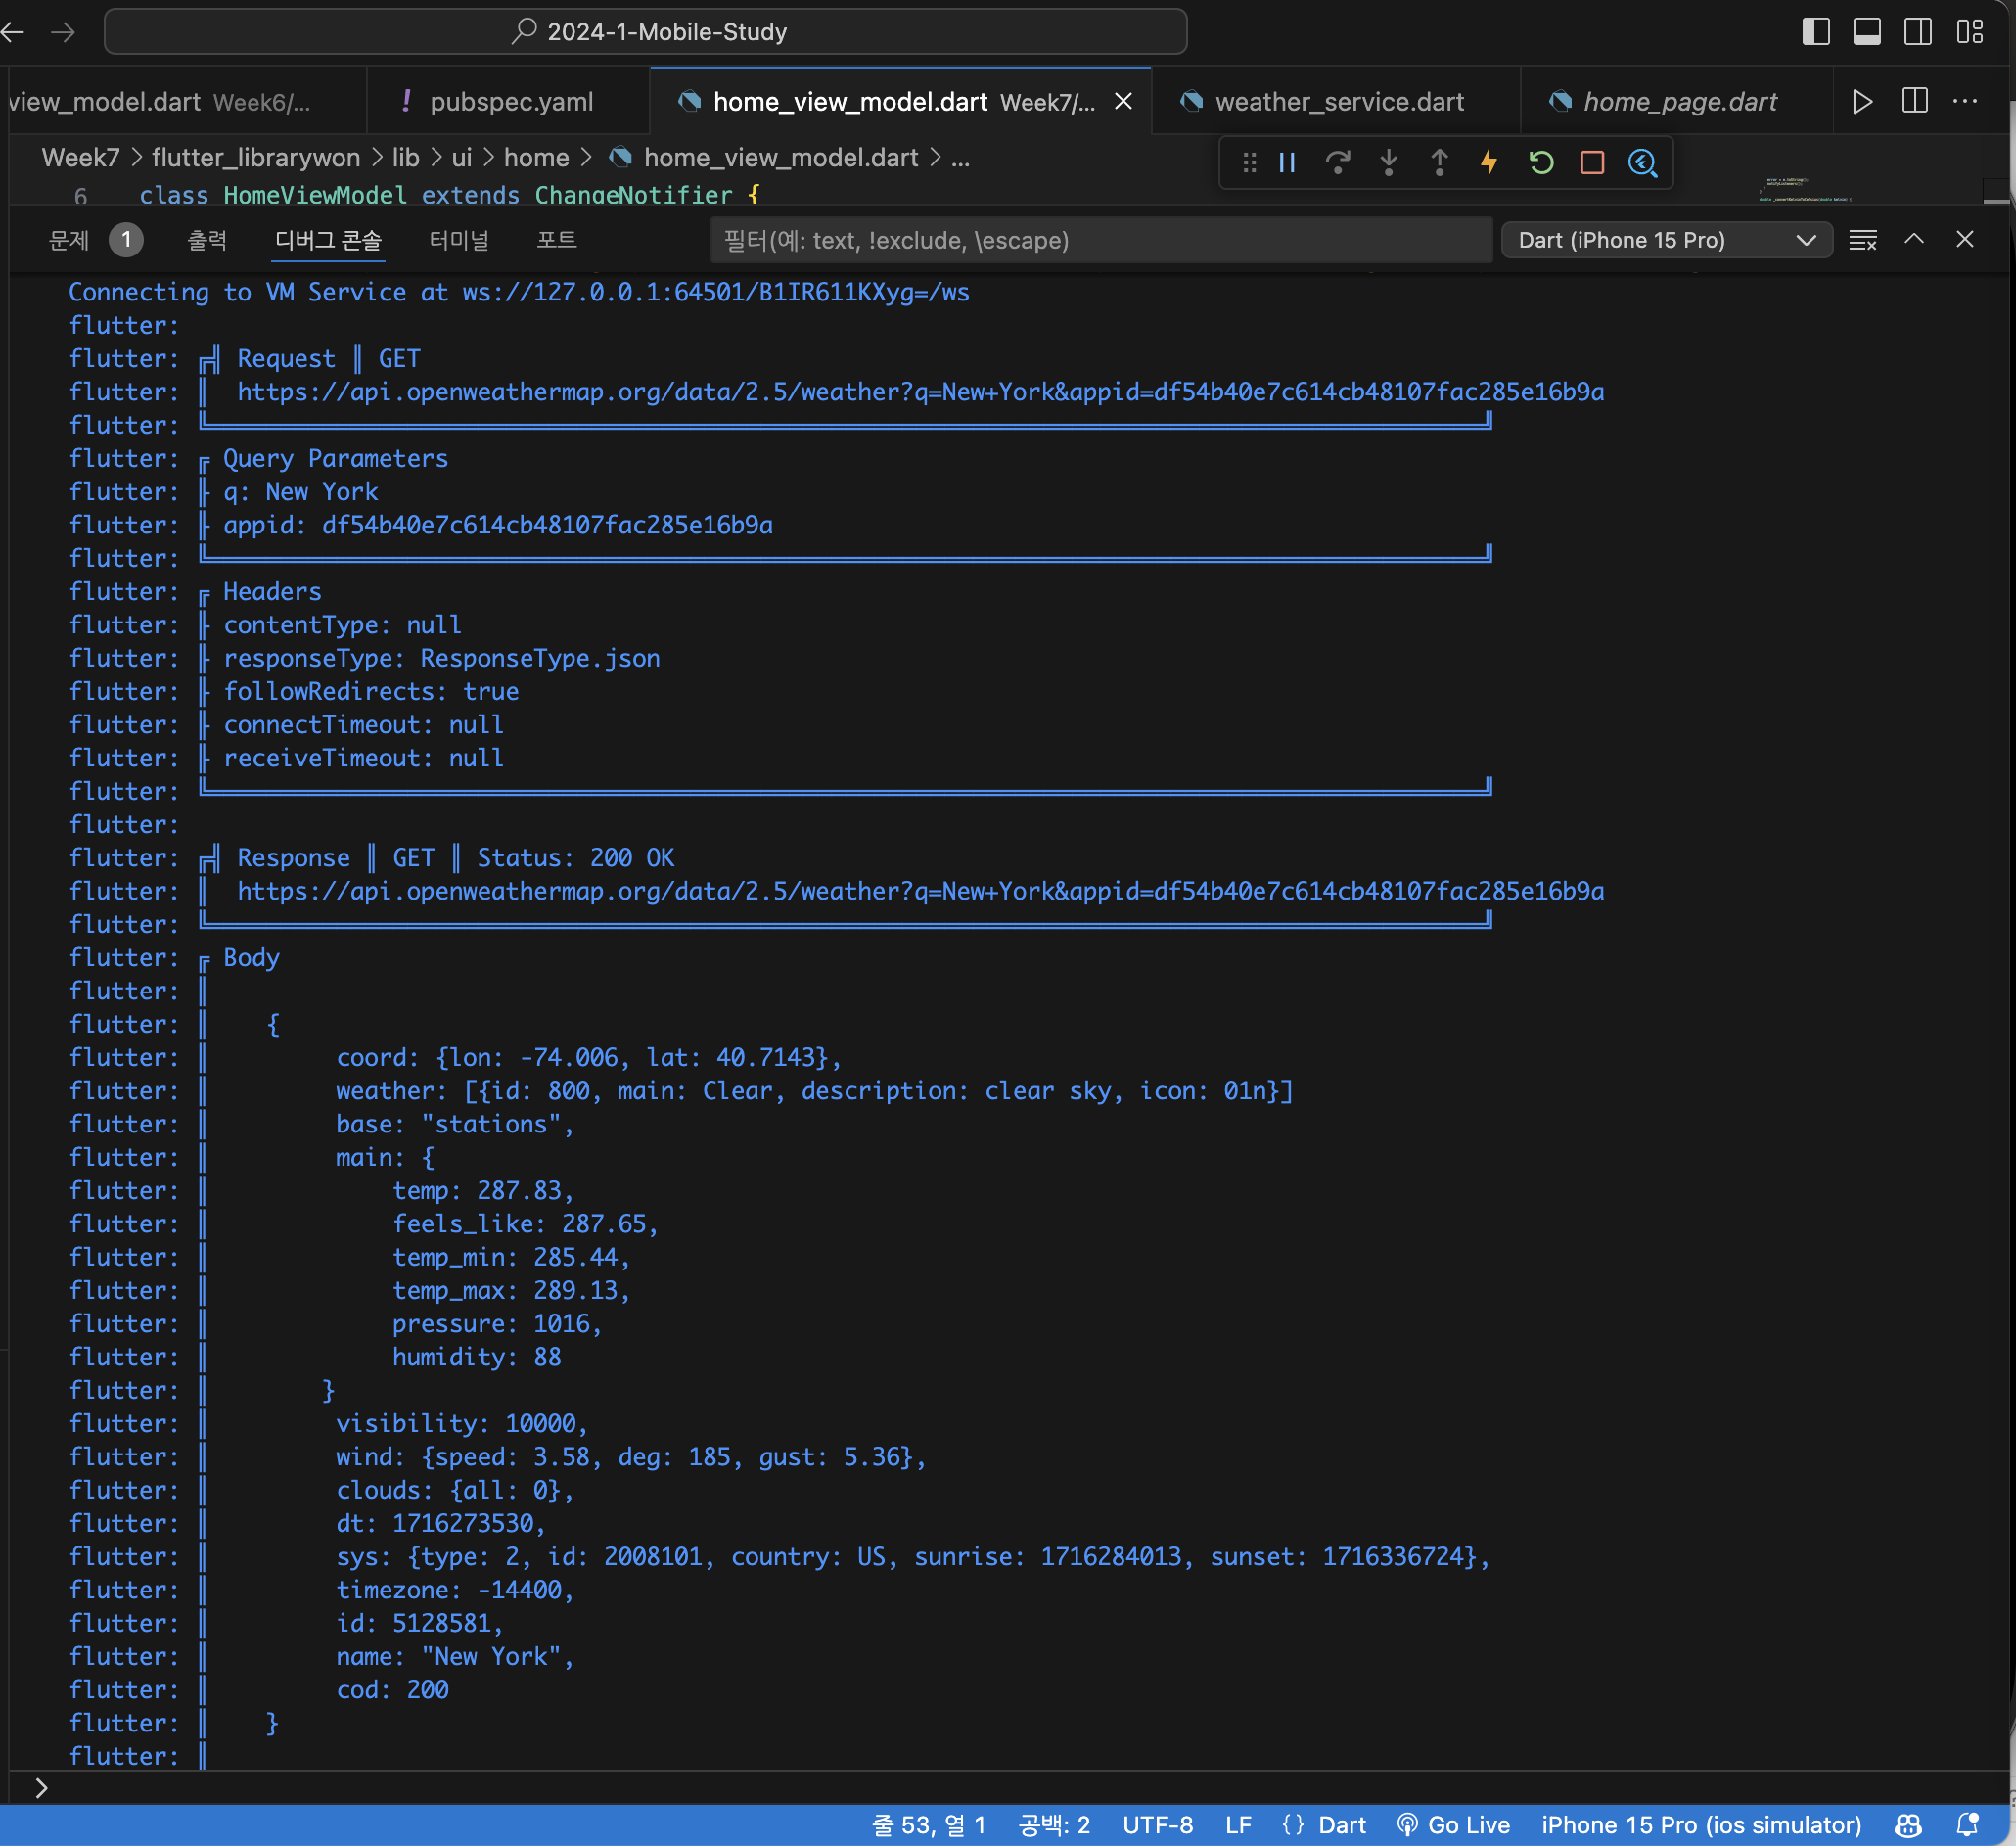 2024-1-Mobile-Study
view_model.dart Week6/...
! pubspec.yaml
home_view_model.dart Week7/...
weather_service.dart
home_page.dart
Week7 > flutter_librarywon > lib > ui > home > home_view_model.dart > ...
6 class HomeViewModel extends ChangeNotifier {
문제 1 출력 디버그 콘솔 터미널 포트
필터(예: text, !exclude, \escape)
Dart (iPhone 15 Pro)
Connecting to VM Service at ws://127.0.0.1:64501/B1IR611KXyg=/ws
flutter:
flutter: ╔╣ Request ║ GET
flutter: ║  https://api.openweathermap.org/data/2.5/weather?q=New+York&appid=df54b40e7c614cb48107fac285e16b9a
flutter: ╚══════════════════════════════════════════════════════════════════════════════════════════╝
flutter: ╔ Query Parameters
flutter: ╟ q: New York
flutter: ╟ appid: df54b40e7c614cb48107fac285e16b9a
flutter: ╚══════════════════════════════════════════════════════════════════════════════════════════╝
flutter: ╔ Headers
flutter: ╟ contentType: null
flutter: ╟ responseType: ResponseType.json
flutter: ╟ followRedirects: true
flutter: ╟ connectTimeout: null
flutter: ╟ receiveTimeout: null
flutter: ╚══════════════════════════════════════════════════════════════════════════════════════════╝
flutter:
flutter: ╔╣ Response ║ GET ║ Status: 200 OK
flutter: ║  https://api.openweathermap.org/data/2.5/weather?q=New+York&appid=df54b40e7c614cb48107fac285e16b9a
flutter: ╚══════════════════════════════════════════════════════════════════════════════════════════╝
flutter: ╔ Body
flutter: ║
flutter: ║    {
flutter: ║         coord: {lon: -74.006, lat: 40.7143},
flutter: ║         weather: [{id: 800, main: Clear, description: clear sky, icon: 01n}]
flutter: ║         base: "stations",
flutter: ║         main: {
flutter: ║             temp: 287.83,
flutter: ║             feels_like: 287.65,
flutter: ║             temp_min: 285.44,
flutter: ║             temp_max: 289.13,
flutter: ║             pressure: 1016,
flutter: ║             humidity: 88
flutter: ║        }
flutter: ║         visibility: 10000,
flutter: ║         wind: {speed: 3.58, deg: 185, gust: 5.36},
flutter: ║         clouds: {all: 0},
flutter: ║         dt: 1716273530,
flutter: ║         sys: {type: 2, id: 2008101, country: US, sunrise: 1716284013, sunset: 1716336724},
flutter: ║         timezone: -14400,
flutter: ║         id: 5128581,
flutter: ║         name: "New York",
flutter: ║         cod: 200
flutter: ║    }
flutter: ║
줄 53, 열 1 공백: 2 UTF-8 LF {} Dart Go Live iPhone 15 Pro (ios simulator)